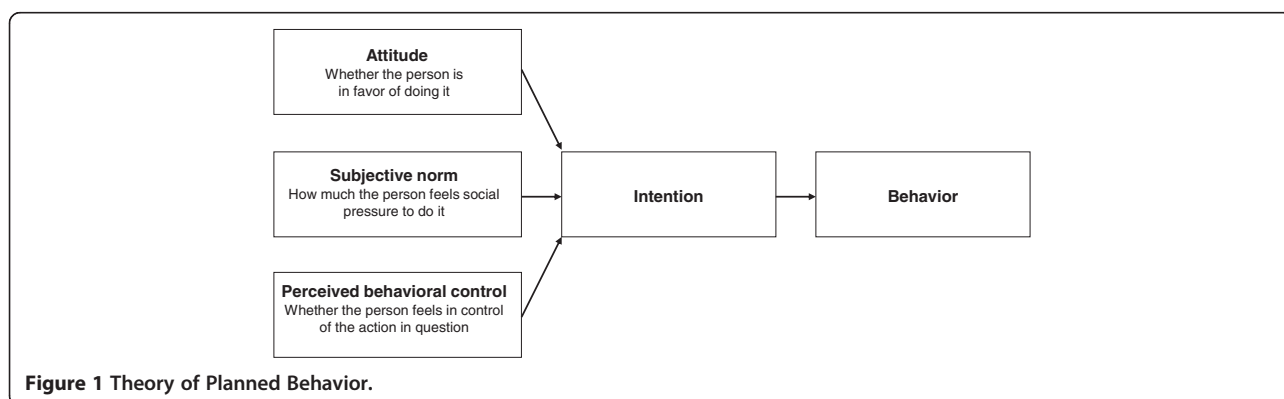 Attitude
Whether the person is
in favor of doing it
Subjective norm
How much the person feels social
pressure to do it
Perceived behavioral control
Whether the person feels in control
of the action in question
Intention
Behavior
Figure 1 Theory of Planned Behavior.